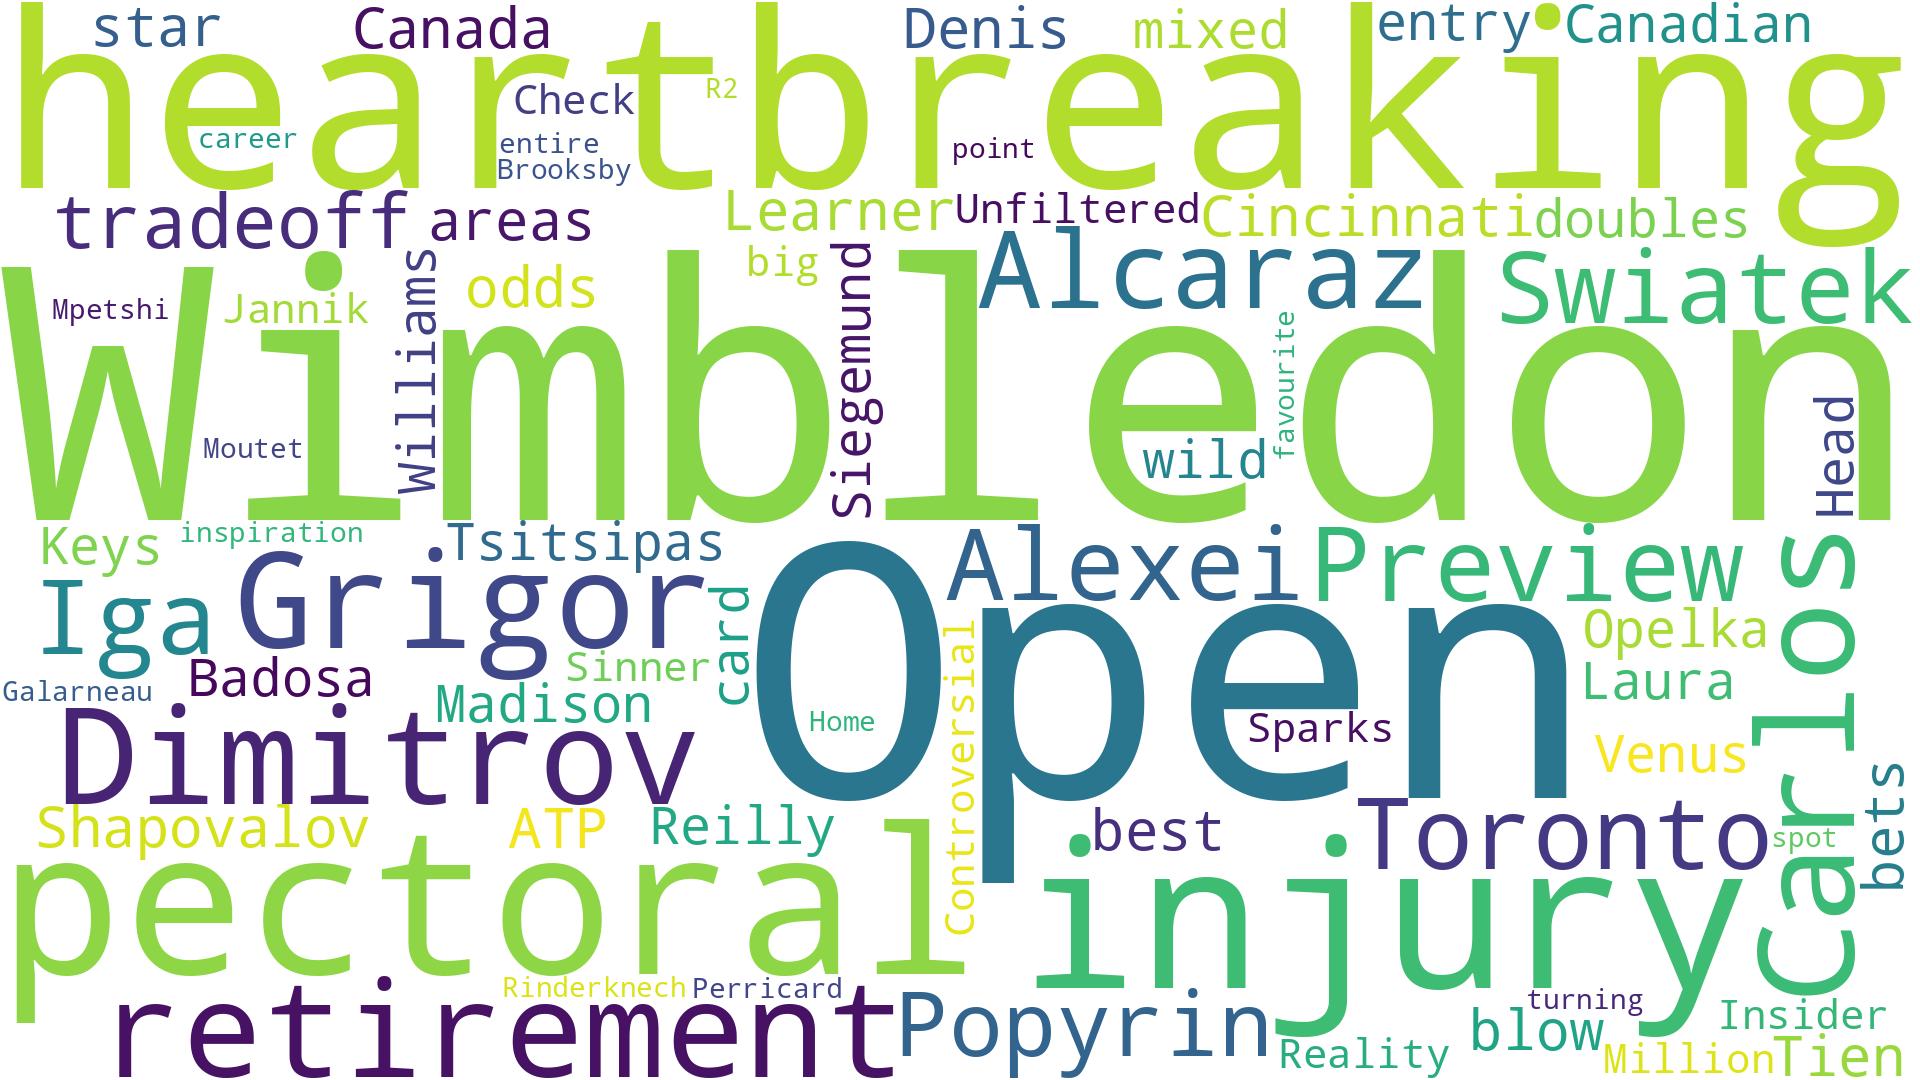 star
Canada
Denis
mixed
entry
Canadian
heartbreaking
R2
Check
career
entire
point
Brooksby
tradeoff
areas
Learner
Unfiltered
Cincinnati
doubles
big
Alcaraz
Swiatek
odds
Mpetshi
Jannik
Williams
Siegemund
Wimbledon
favourite
Moutet
wild
Head
Keys
inspiration
Tsitsipas
Alexei
Preview
Iga
Grigor
card
Open
Opelka
Sinner
Badosa
Laura
Galarneau
Madison
Controversial
Carlos
Home
Sparks
Dimitrov
Venus
bets
Shapovalov
ATP
Reilly
best
Toronto
spot
pectoral
injury
Rinderknech
Perricard
turning
retirement
Popyrin
blow
Insider
Reality
Million
Tien